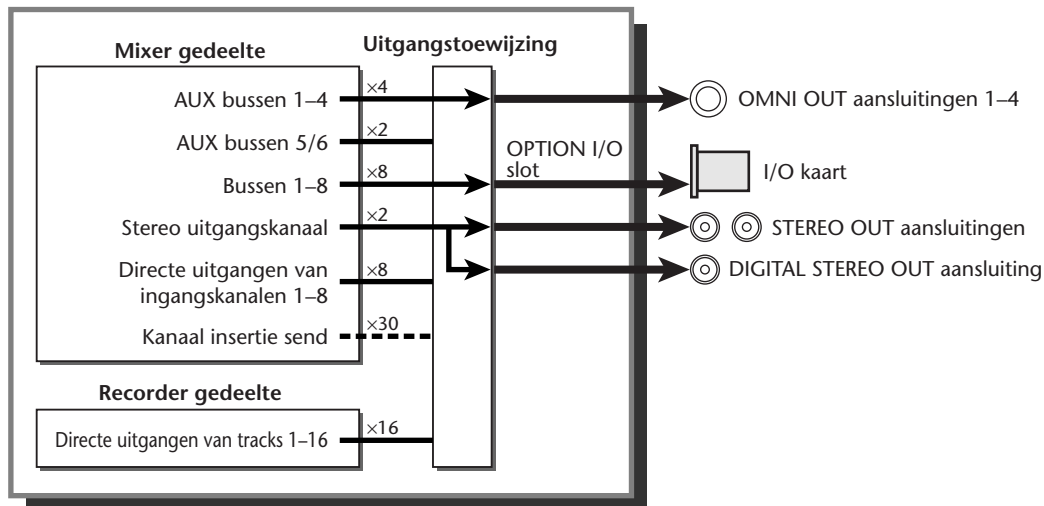 Mixer gedeelte
Uitgangstoewijzing
AUX bussen 1–4
×4
OMNI OUT aansluitingen 1–4
AUX bussen 5/6
×2
OPTION I/O
slot
Bussen 1–8
×8
I/O kaart
Stereo uitgangskanaal
×2
STEREO OUT aansluitingen
DIGITAL STEREO OUT aansluiting
Directe uitgangen van
ingangskanalen 1–8
×8
Kanaal insertie send
×30
Recorder gedeelte
Directe uitgangen van tracks 1–16
×16